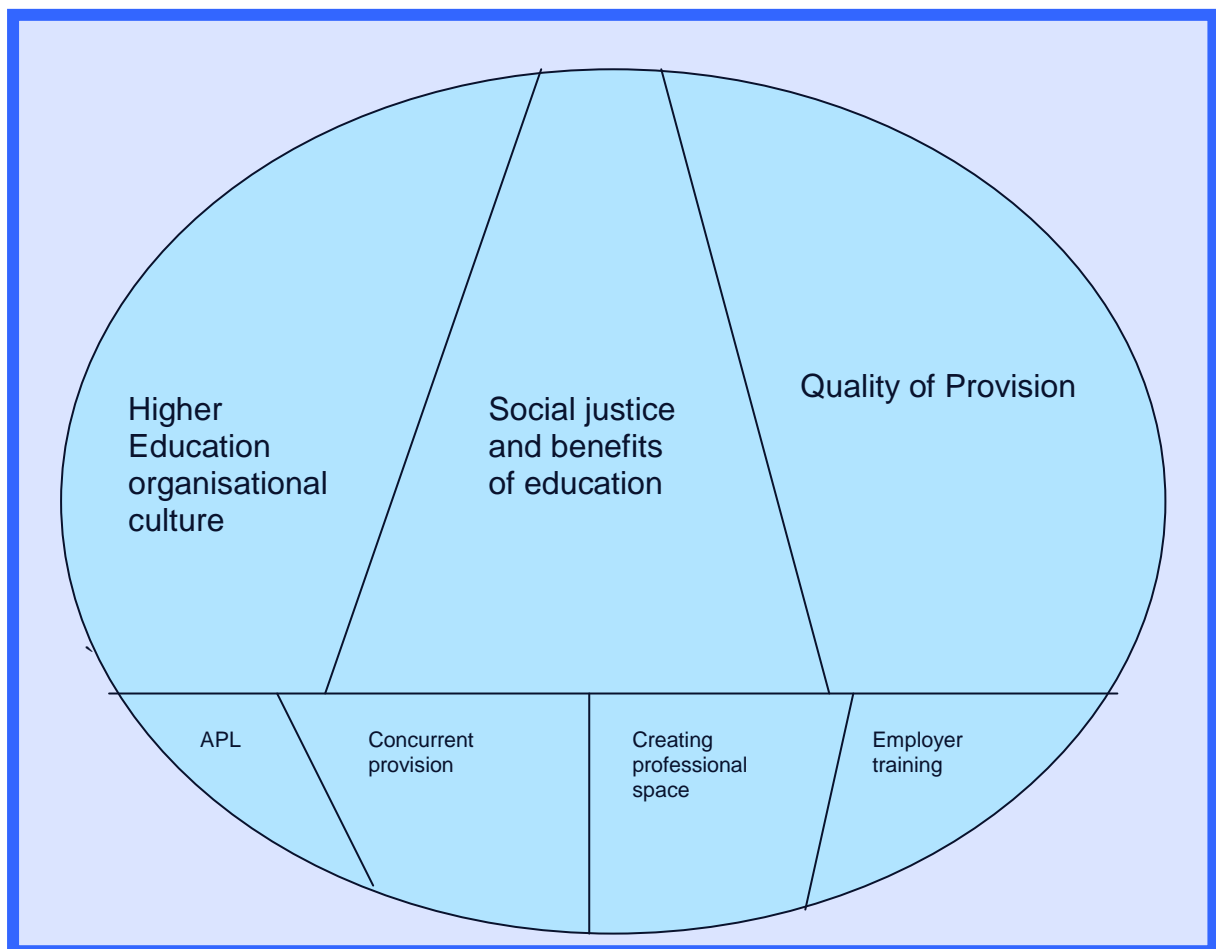 Higher
Education
organisational
culture
Social justice
and benefits
of education
Quality of Provision
APL
Concurrent
provision
Creating
professional
space
Employer
training